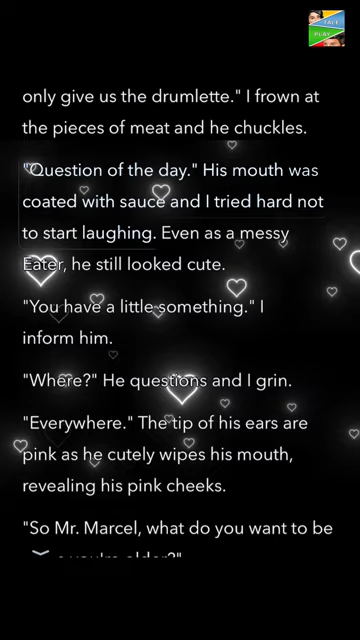 TALE
PLAY
only give us the drumlette." I frown at
the pieces of meat and he chuckles.
"Question of the day." His mouth was
coated with sauce and I tried hard not
to start laughing. Even as a messy
Eater, he still looked cute.
"You have a little something." I
inform him.
"Where?" He questions and I grin.
"Everywhere." The tip of his ears are
pink as he cutely wipes his mouth,
revealing his pink cheeks.
"So Mr. Marcel, what do you want to be
you're older?"